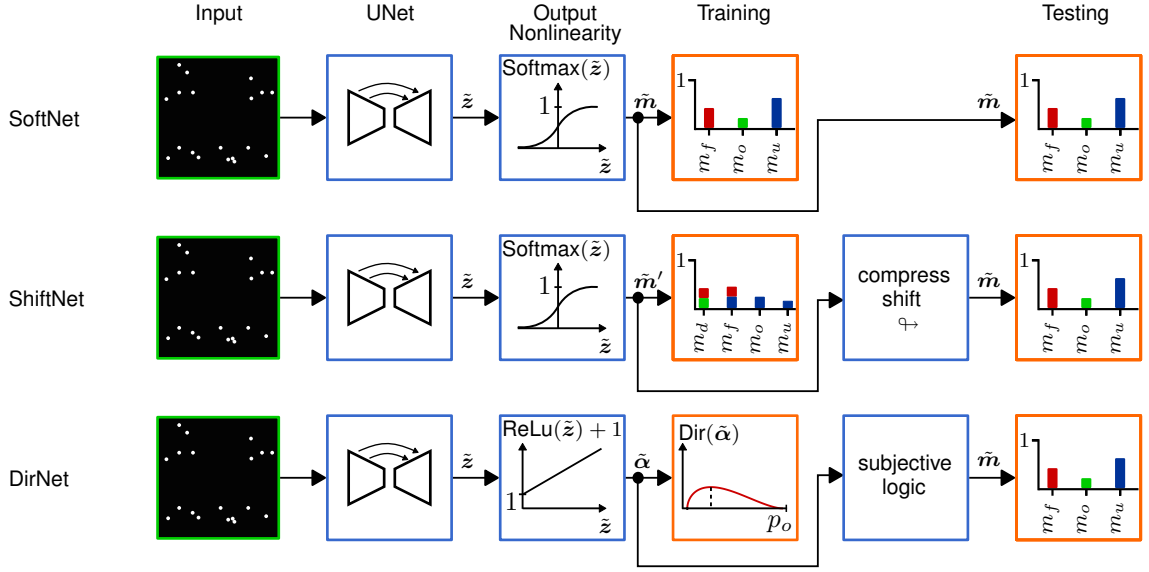 Input UNet Output Nonlinearity Training Testing
SoftNet
z̃
Softmax(z̃)
1
z̃
m̃
1
m_f m_o m_u
m̃
1
m_f m_o m_u
ShiftNet
z̃
Softmax(z̃)
1
z̃
m̃′
1
m_d m_f m_o m_u
compress
shift
↬
m̃
1
m_f m_o m_u
DirNet
z̃
ReLu(z̃) + 1
1
z̃
α̃
Dir(α̃)
p_o
subjective
logic
m̃
1
m_f m_o m_u